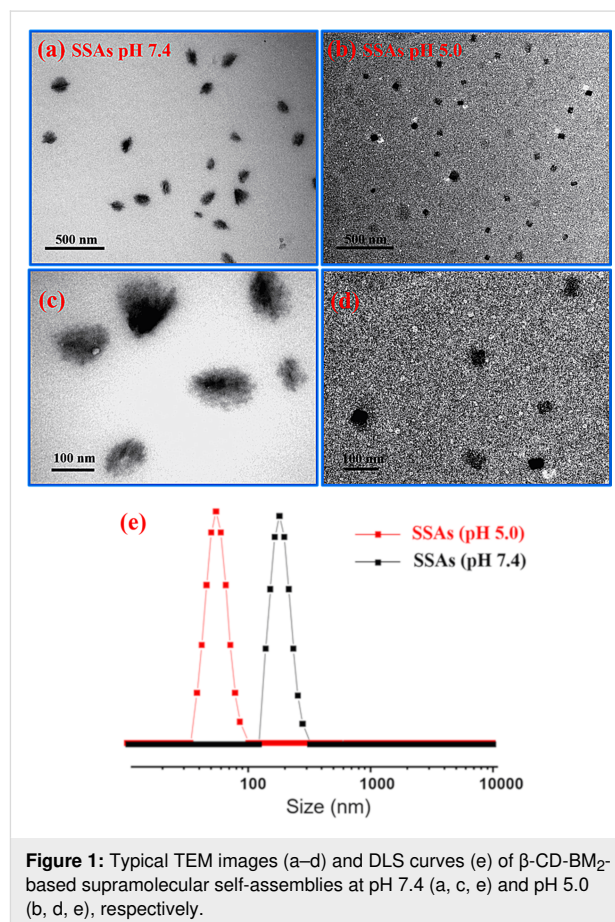 (a) SSAs pH 7.4
(b) SSAs pH 5.0
500 nm
500 nm
(c)
(d)
100 nm
100 nm
(e)
SSAs (pH 5.0)
SSAs (pH 7.4)
100
1000
10000
Size (nm)
Figure 1: Typical TEM images (a–d) and DLS curves (e) of β-CD-BM₂-
based supramolecular self-assemblies at pH 7.4 (a, c, e) and pH 5.0
(b, d, e), respectively.